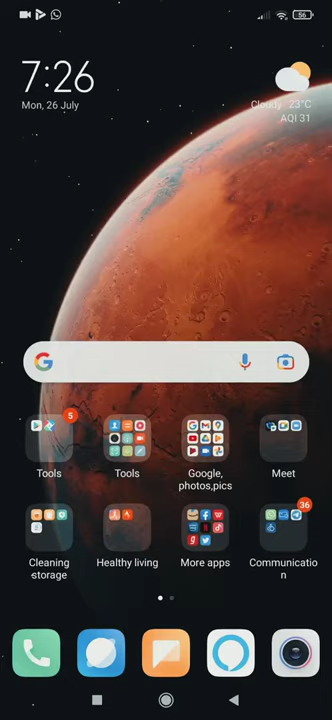 56
7:26
Mon, 26 July
Cloudy 23°C
AQI 31
5
Tools
Tools
Google,
photos,pics
Meet
36
Cleaning
storage
Healthy living
More apps
Communicatio
n